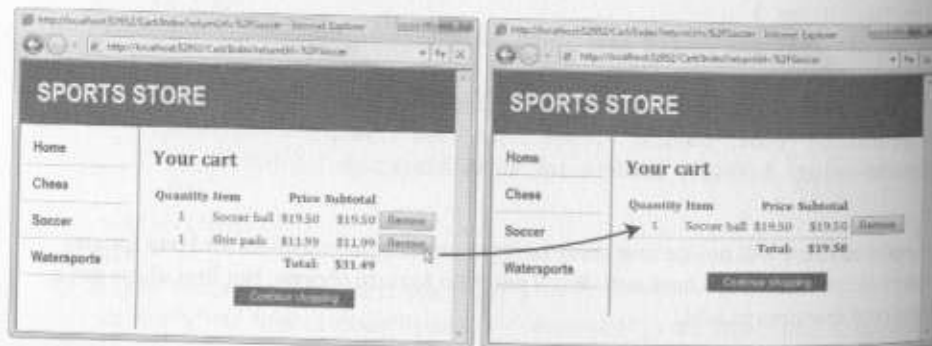 SPORTS STORE
Home
Chess
Soccer
Watersports
Your cart
Quantity Item Price Subtotal
1 Soccer ball $19.50 $19.50 Remove
1 Shin pads $11.99 $11.99 Remove
Total: $31.49
Continue shopping
SPORTS STORE
Home
Chess
Soccer
Watersports
Your cart
Quantity Item Price Subtotal
1 Soccer ball $19.50 $19.50 Remove
Total: $19.50
Continue shopping